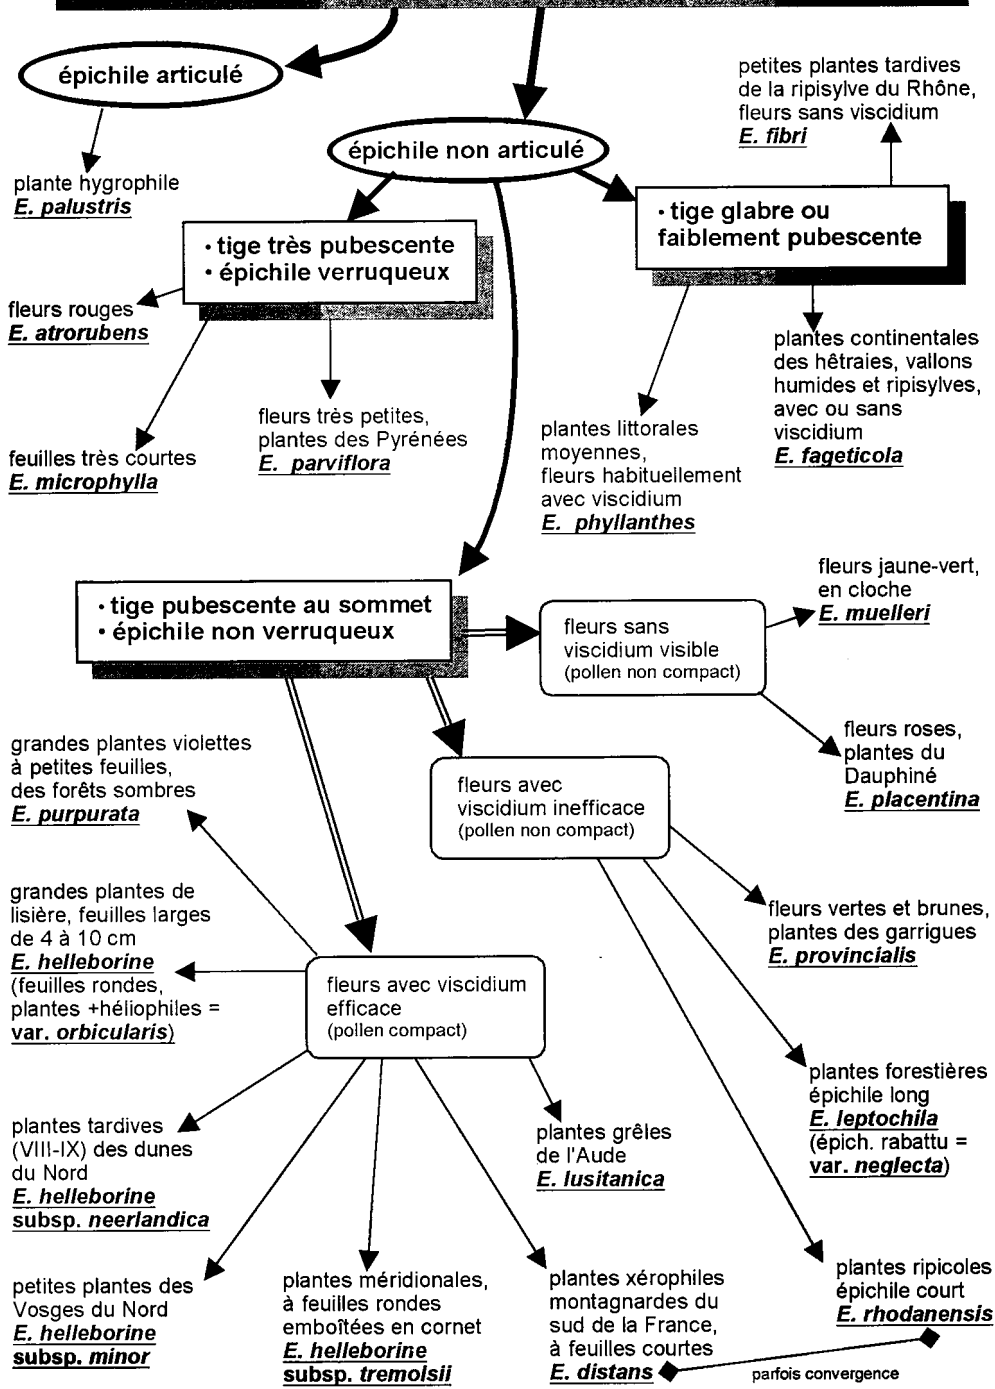 épichile articulé
plante hygrophile
E. palustris
épichile non articulé
petites plantes tardives
de la ripisylve du Rhône,
fleurs sans viscidium
E. fibri
• tige glabre ou
faiblement pubescente
• tige très pubescente
• épichile verruqueux
fleurs rouges
E. atrorubens
feuilles très courtes
E. microphylla
fleurs très petites,
plantes des Pyrénées
E. parviflora
plantes littorales
moyennes,
fleurs habituellement
avec viscidium
E. phyllanthes
plantes continentales
des hêtraies, vallons
humides et ripisylves,
avec ou sans
viscidium
E. fageticola
• tige pubescente au sommet
• épichile non verruqueux
fleurs sans
viscidium visible
(pollen non compact)
fleurs jaune-vert,
en cloche
E. muelleri
fleurs roses,
plantes du
Dauphiné
E. placentina
fleurs avec
viscidium inefficace
(pollen non compact)
fleurs vertes et brunes,
plantes des garrigues
E. provincialis
plantes forestières
épichile long
E. leptochila
(épich. rabattu =
var. neglecta)
plantes ripicoles
épichile court
E. rhodanensis
grandes plantes violettes
à petites feuilles,
des forêts sombres
E. purpurata
grandes plantes de
lisière, feuilles larges
de 4 à 10 cm
E. helleborine
(feuilles rondes,
plantes +héliophiles =
var. orbicularis)
fleurs avec viscidium
efficace
(pollen compact)
plantes tardives
(VIII-IX) des dunes
du Nord
E. helleborine
subsp. neerlandica
petites plantes des
Vosges du Nord
E. helleborine
subsp. minor
plantes méridionales,
à feuilles rondes
emboîtées en cornet
E. helleborine
subsp. tremolsii
plantes grêles
de l'Aude
E. lusitanica
plantes xérophiles
montagnardes du
sud de la France,
à feuilles courtes
E. distans
parfois convergence